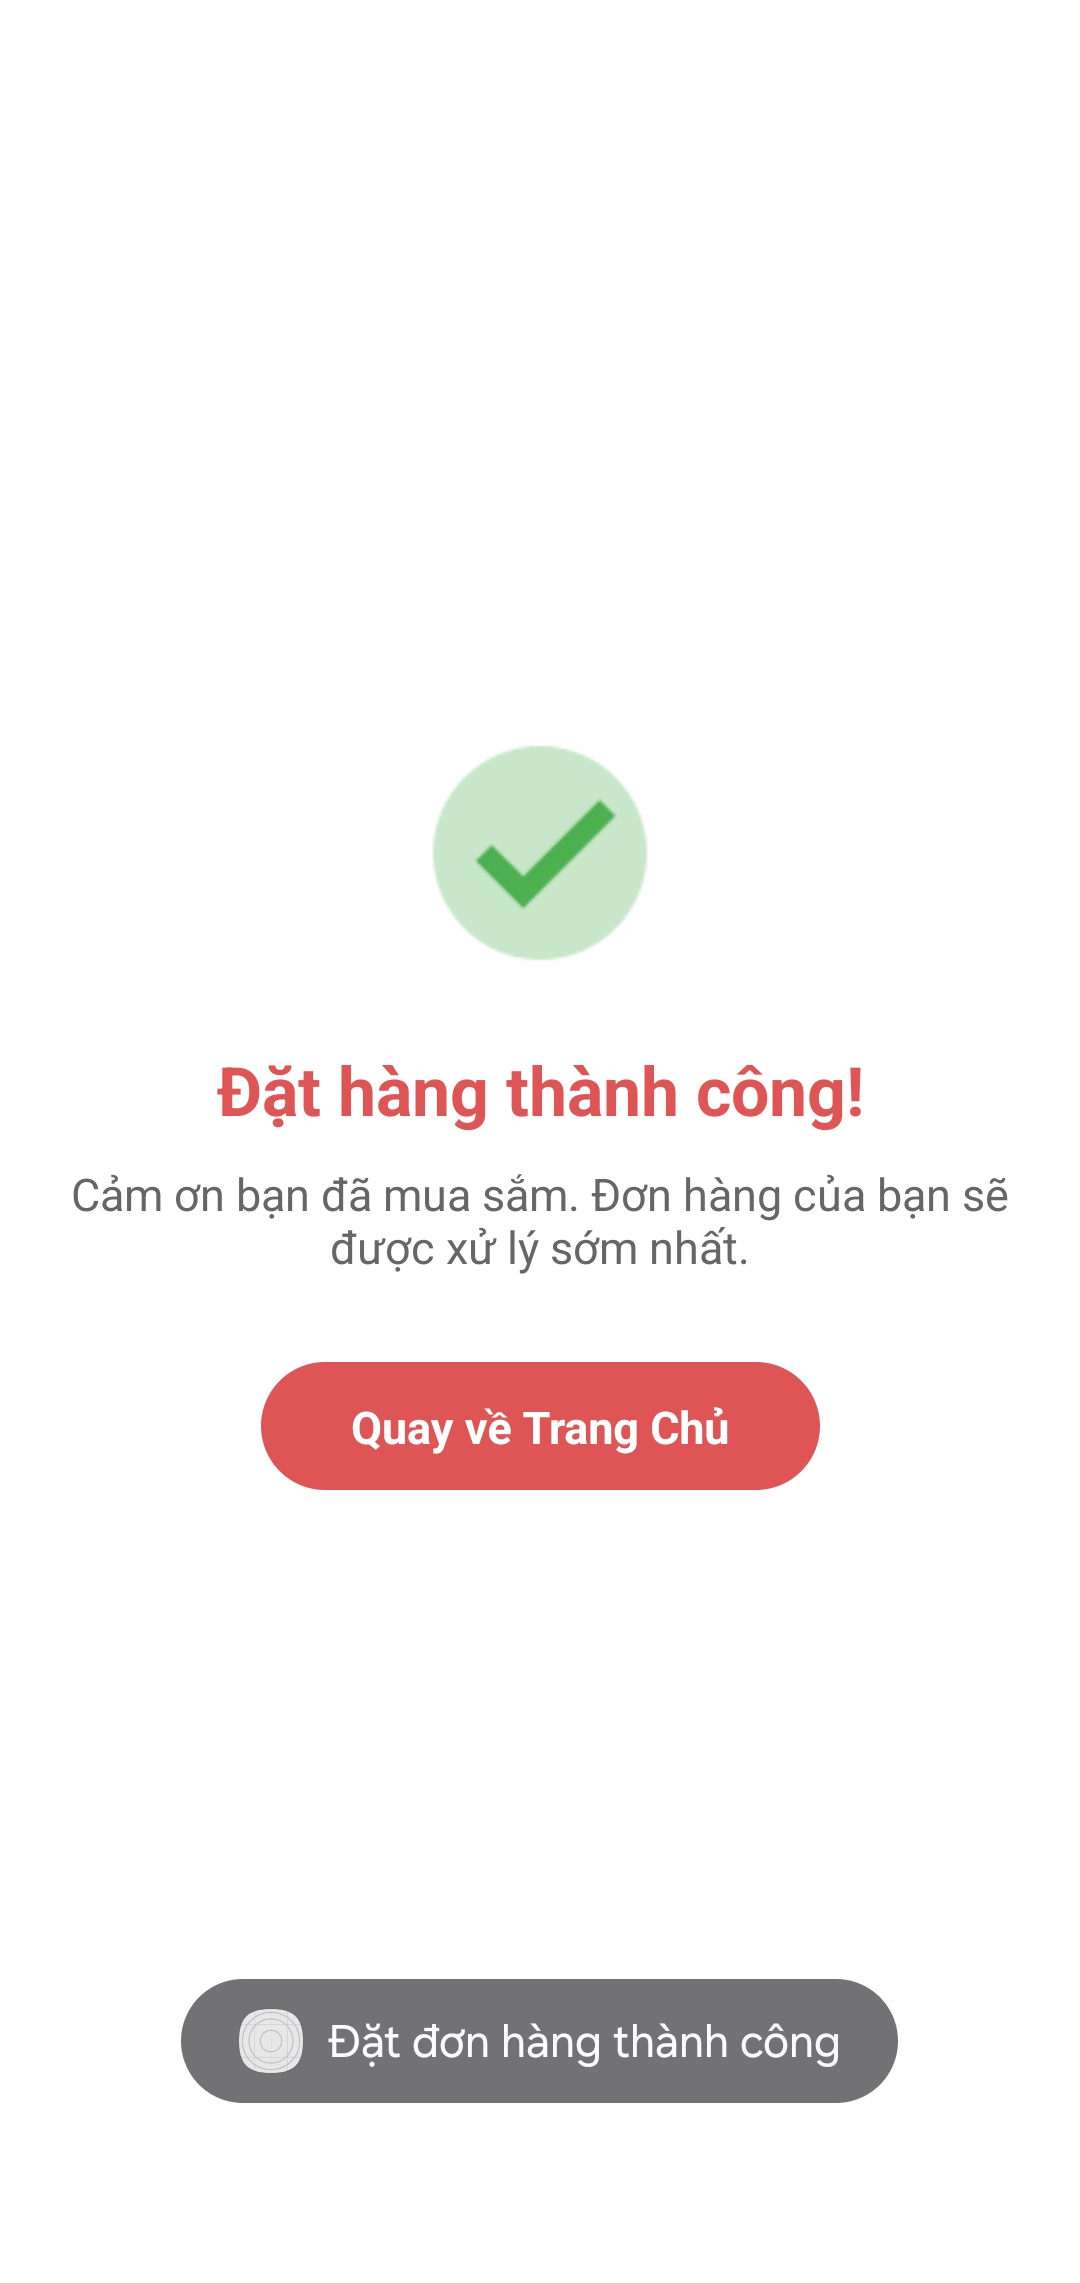 Đặt hàng thành công!
Cảm ơn bạn đã mua sắm. Đơn hàng của bạn sẽ
được xử lý sớm nhất.
Quay về Trang Chủ
Đặt đơn hàng thành công